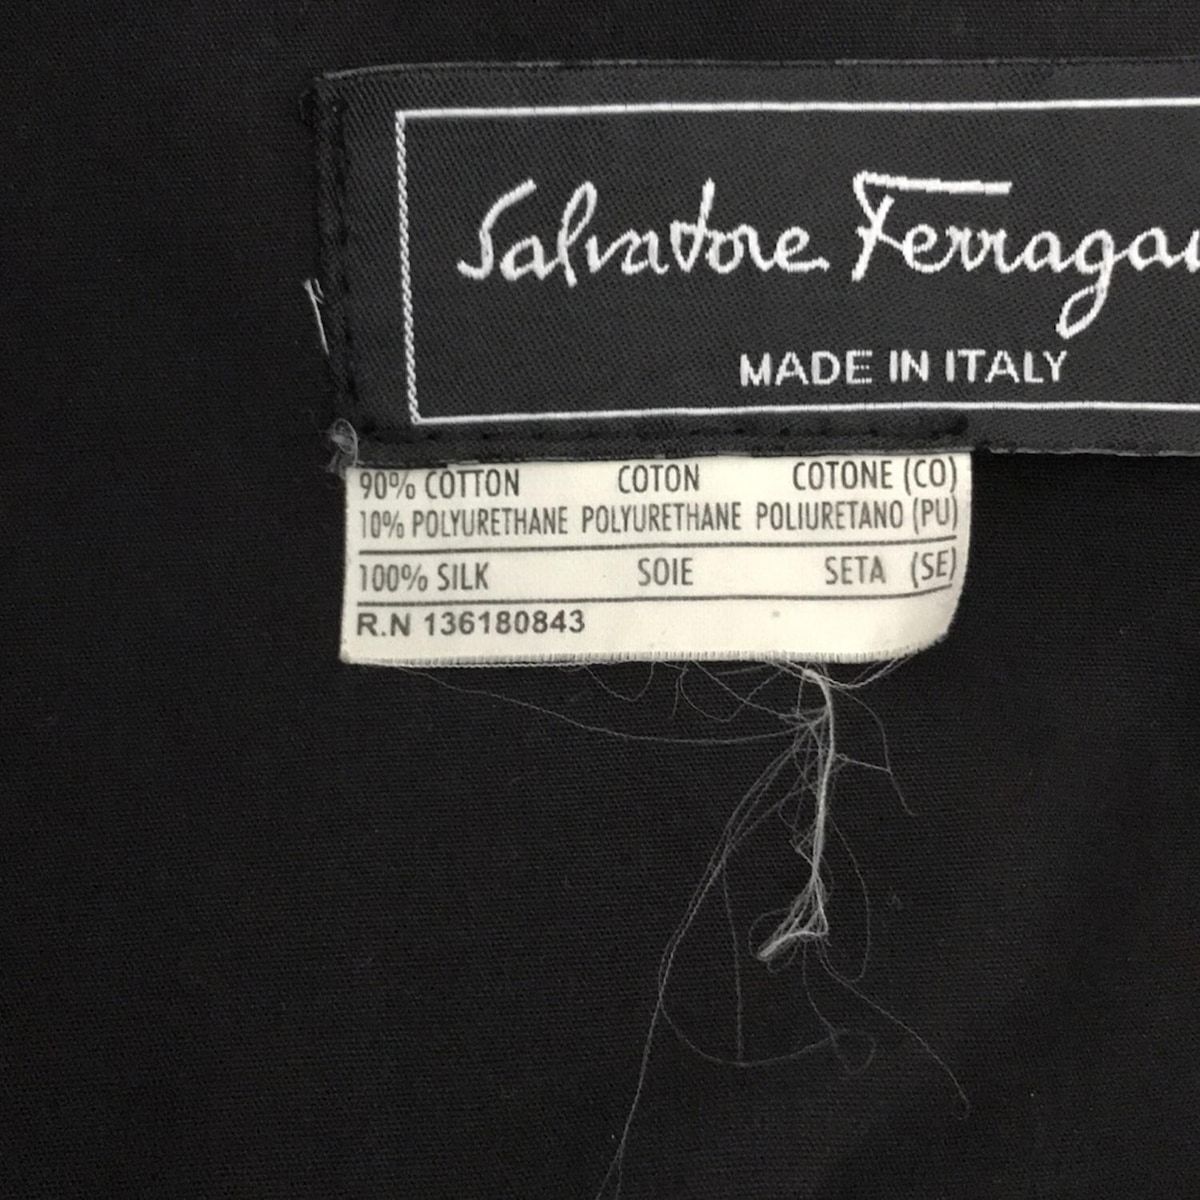 Salvatore Ferragam
MADE IN ITALY
90% COTTON COTON COTONE (CO)
10% POLYURETHANE POLYURETHANE POLIURETANO (PU)
100% SILK SOIE SETA (SE)
R.N 136180843